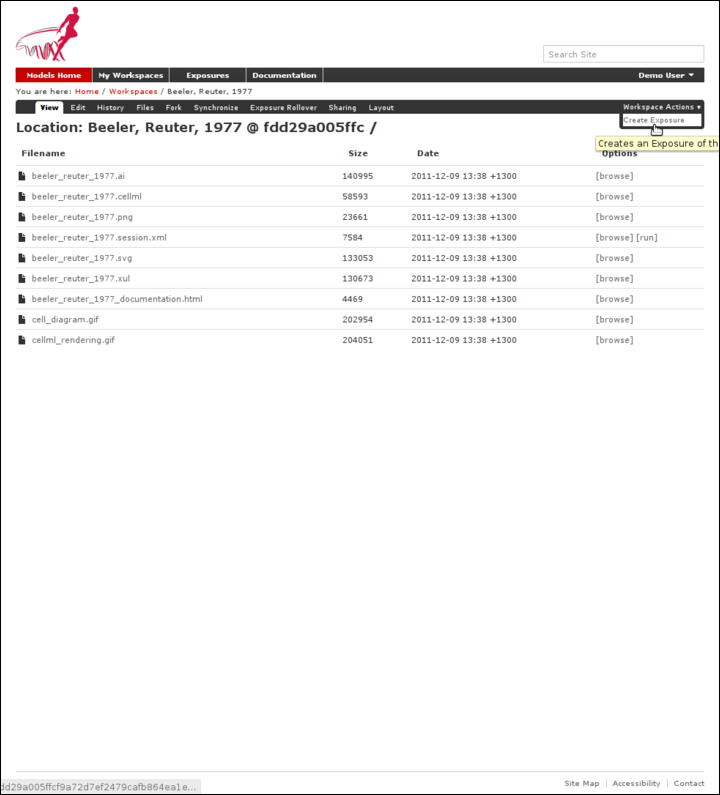 Search Site
Models Home My Workspaces Exposures Documentation Demo User ▼
You are here: Home / Workspaces / Beeler, Reuter, 1977
View Edit History Files Fork Synchronize Exposure Rollover Sharing Layout Workspace Actions ▾
Create Exposure
Location: Beeler, Reuter, 1977 @ fdd29a005ffc /
Creates an Exposure of th
Filename Size Date Options
beeler_reuter_1977.ai 140995 2011-12-09 13:38 +1300 [browse]
beeler_reuter_1977.cellml 58593 2011-12-09 13:38 +1300 [browse]
beeler_reuter_1977.png 23661 2011-12-09 13:38 +1300 [browse]
beeler_reuter_1977.session.xml 7584 2011-12-09 13:38 +1300 [browse] [run]
beeler_reuter_1977.svg 133053 2011-12-09 13:38 +1300 [browse]
beeler_reuter_1977.xul 130673 2011-12-09 13:38 +1300 [browse]
beeler_reuter_1977_documentation.html 4469 2011-12-09 13:38 +1300 [browse]
cell_diagram.gif 202954 2011-12-09 13:38 +1300 [browse]
cellml_rendering.gif 204051 2011-12-09 13:38 +1300 [browse]
Site Map Accessibility Contact
dd29a005ffcf9a72d7ef2479cafb864ea1e...